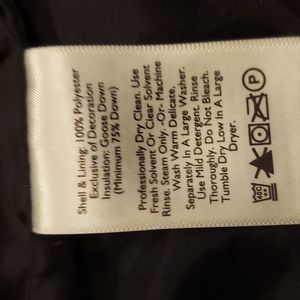 Shell & Lining: 100% Polyester
Exclusive of Decoration
Insulation: Goose Down
(Minimum 75% Down)
Professionally Dry Clean. Use
Fresh Solvent Or Clear Solvent
Rinse, Steam Only. -Or- Machine
Wash Warm Delicate,
Separately In A Large Washer.
Use Mild Detergent. Rinse
Thoroughly. Do Not Bleach.
Tumble Dry Low In A Large
Dryer.
P